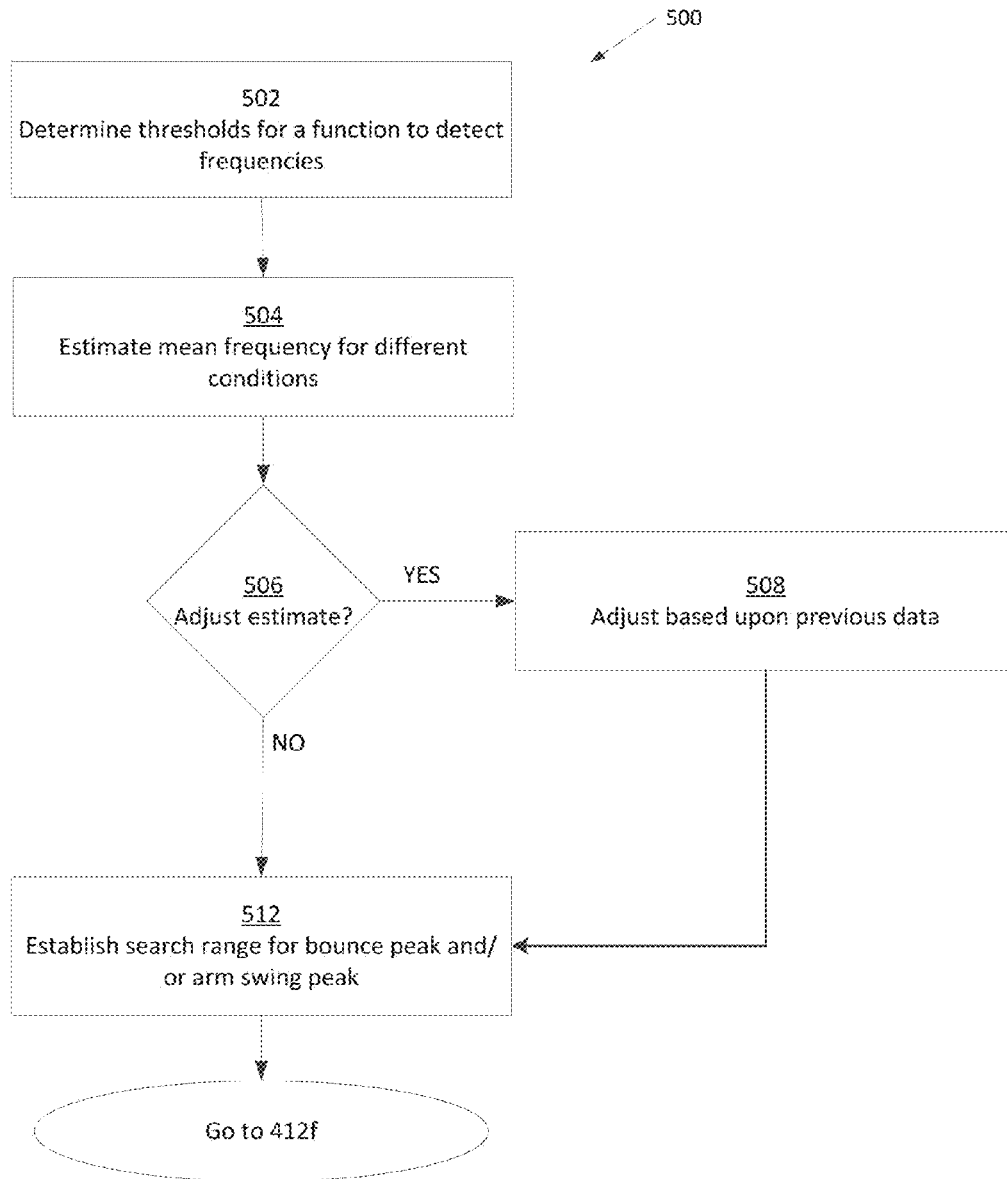 500
502
Determine thresholds for a function to detect
frequencies
504
Estimate mean frequency for different
conditions
506
Adjust estimate?
YES
508
Adjust based upon previous data
NO
512
Establish search range for bounce peak and/
or arm swing peak
Go to 412f